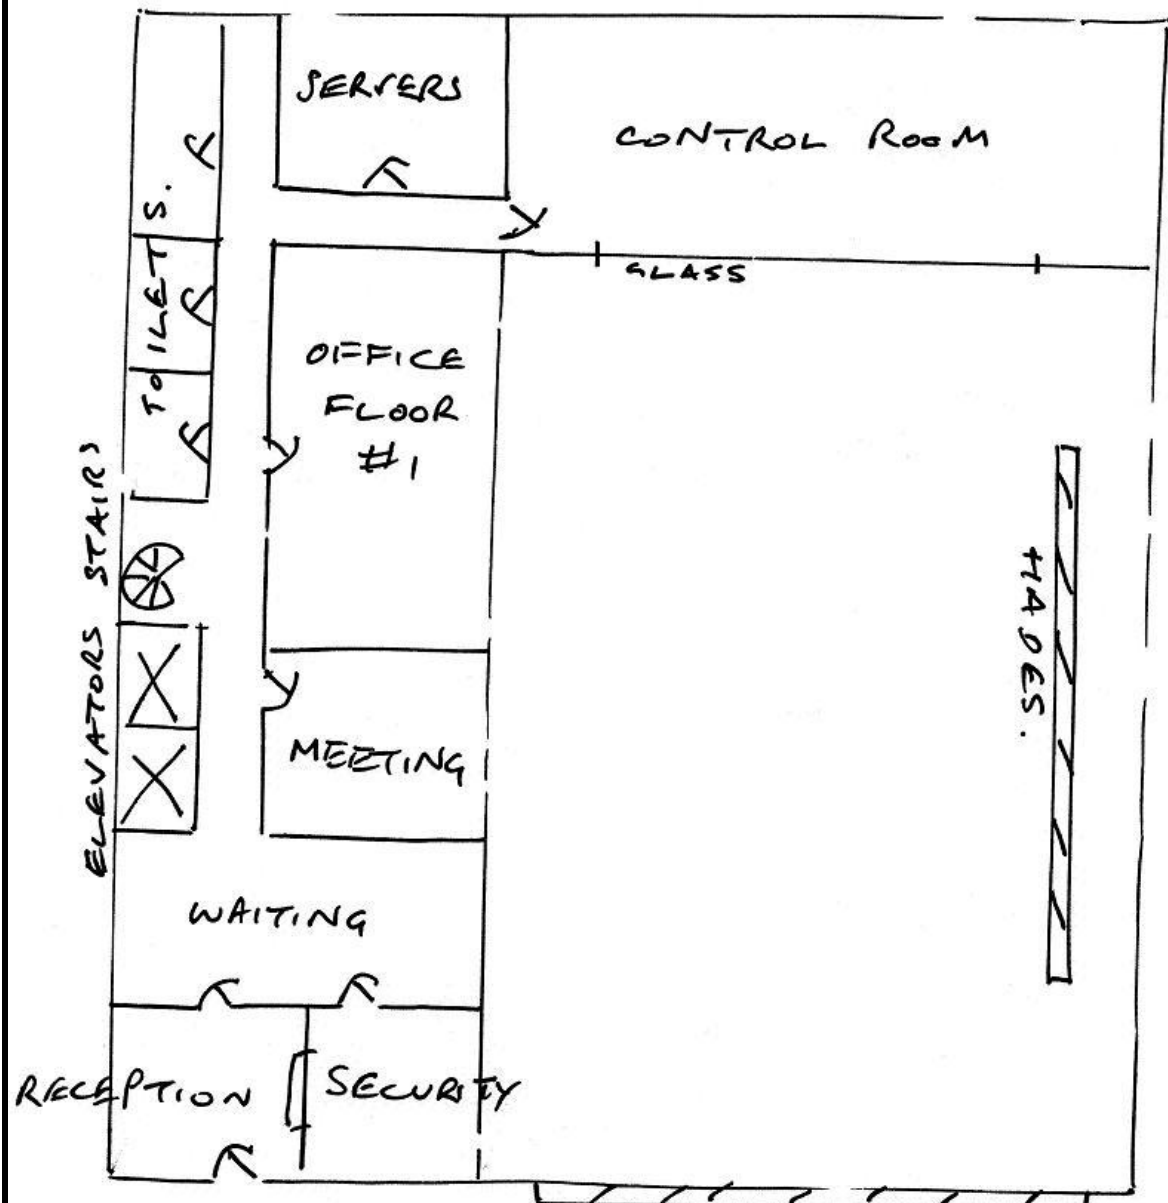 SERVERS
CONTROL ROOM
TOILETS.
GLASS
OFFICE
FLOOR
#1
STAIRS
ELEVATORS
HADES.
MEETING
WAITING
RECEPTION
SECURITY